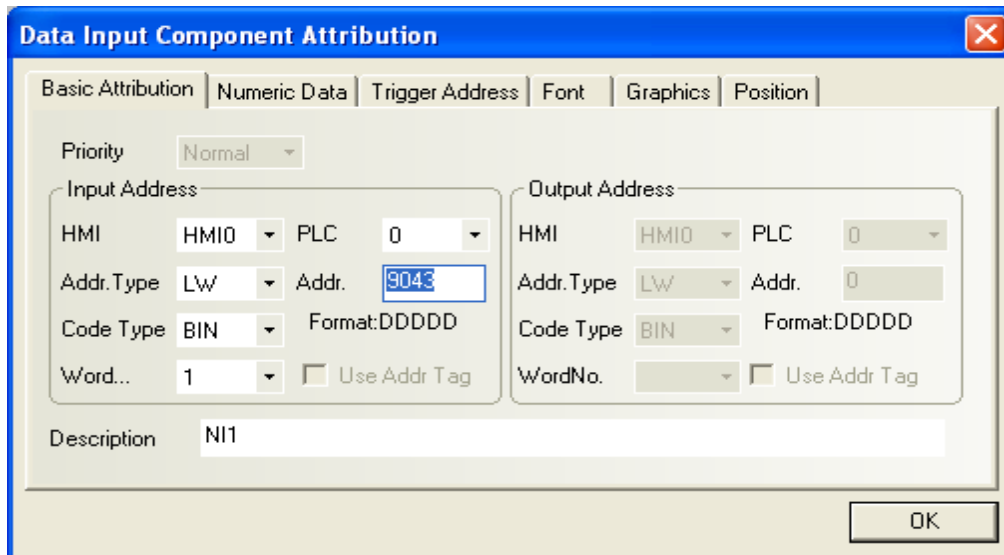 Data Input Component Attribution
Basic Attribution Numeric Data Trigger Address Font Graphics Position
Priority Normal
Input Address Output Address
HMI HMI0 PLC 0 HMI HMI0 PLC 0
Addr.Type LW Addr. 9043 Addr.Type LW Addr. 0
Code Type BIN Format:DDDDD Code Type BIN Format:DDDDD
Word... 1 Use Addr Tag WordNo. Use Addr Tag
Description NI1
OK